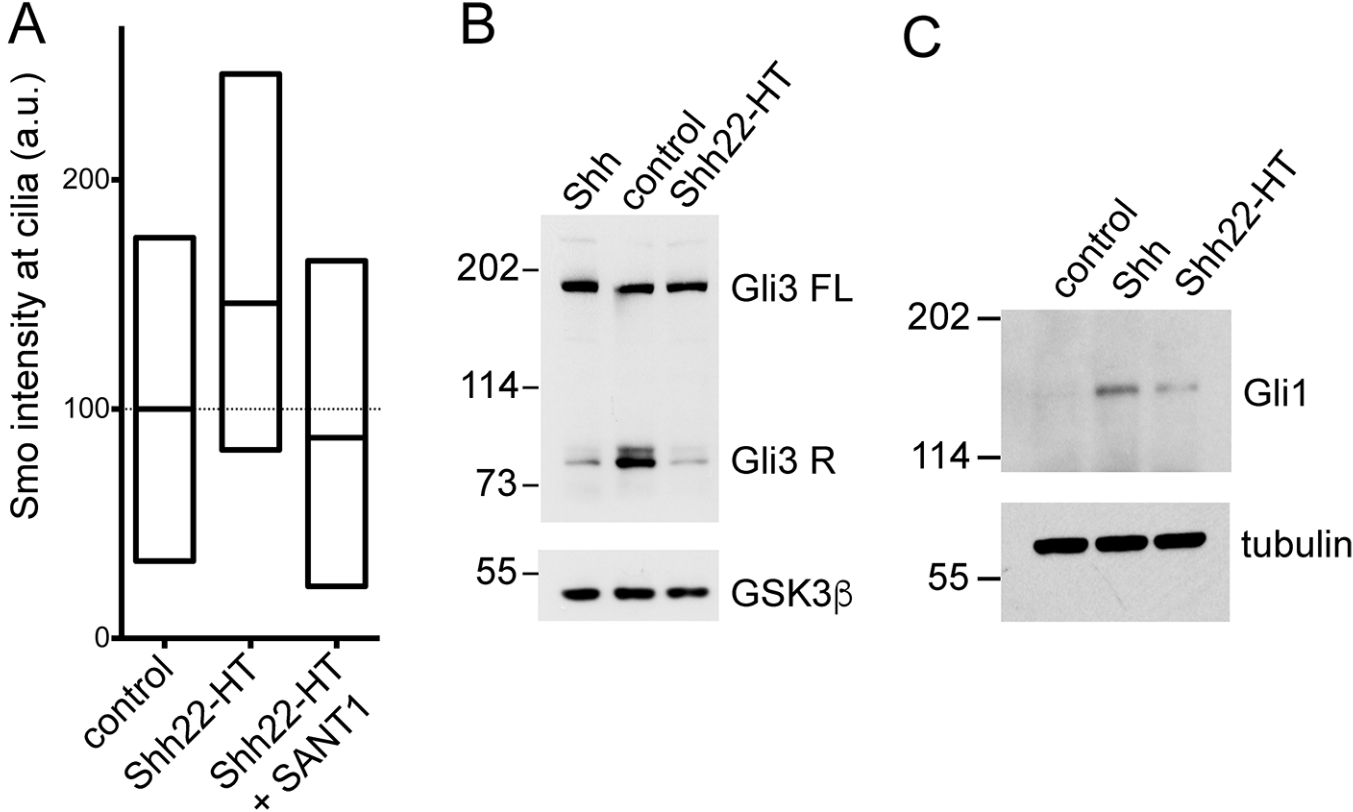 A
Smo intensity at cilia (a.u.)
200
100
0
control
Shh22-HT
Shh22-HT
+ SANT1
B
Shh
control
Shh22-HT
202
Gli3 FL
114
Gli3 R
73
55
GSK3β
C
control
Shh
Shh22-HT
202
Gli1
114
tubulin
55